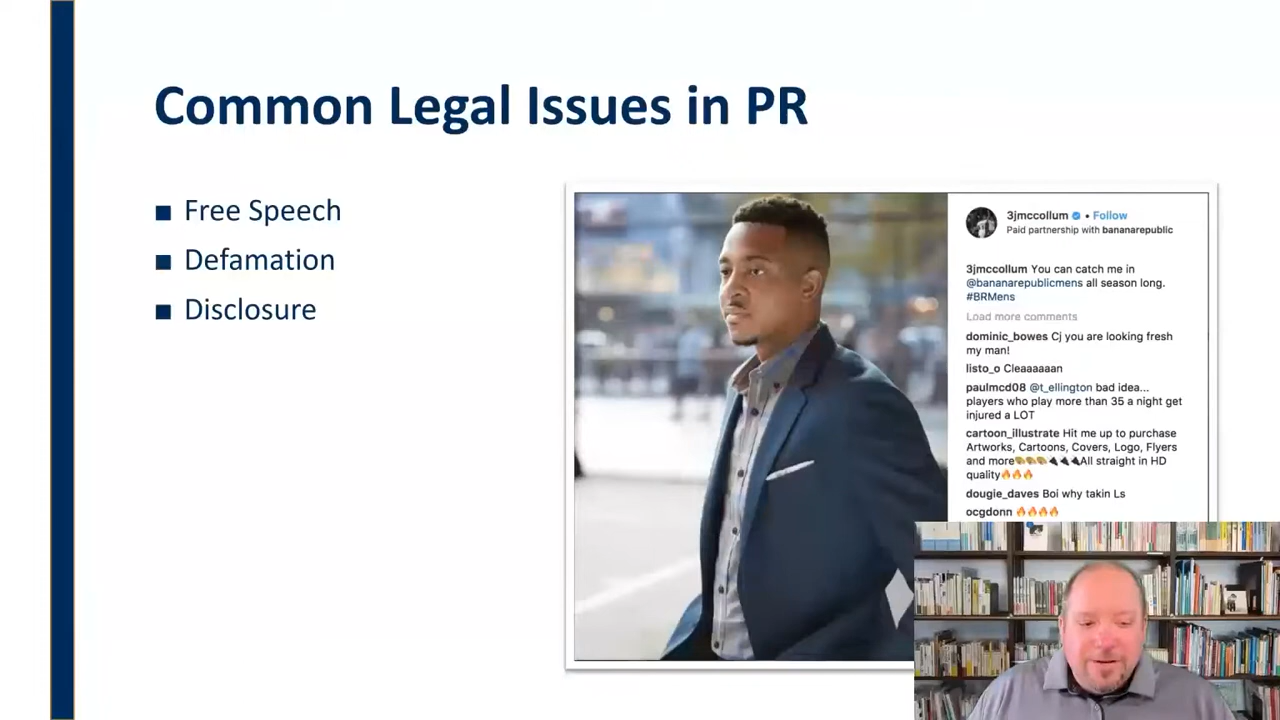 Common Legal Issues in PR
■ Free Speech
■ Defamation
■ Disclosure
3jmccollum • Follow
Paid partnership with bananarepublic
3jmccollum You can catch me in
@bananarepublicmens all season long.
#BRMens
Load more comments
dominic_bowes Cj you are looking fresh
my man!
listo_o Cleaaaaaan
paulmcd08 @t_ellington bad idea...
players who play more than 35 a night get
injured a LOT
cartoon_illustrate Hit me up to purchase
Artworks, Cartoons, Covers, Logo, Flyers
and more🎨🎨🎨🔌🔌🔌All straight in HD
quality🔥🔥🔥
dougie_daves Boi why takin Ls
ocgdonn 🔥🔥🔥🔥